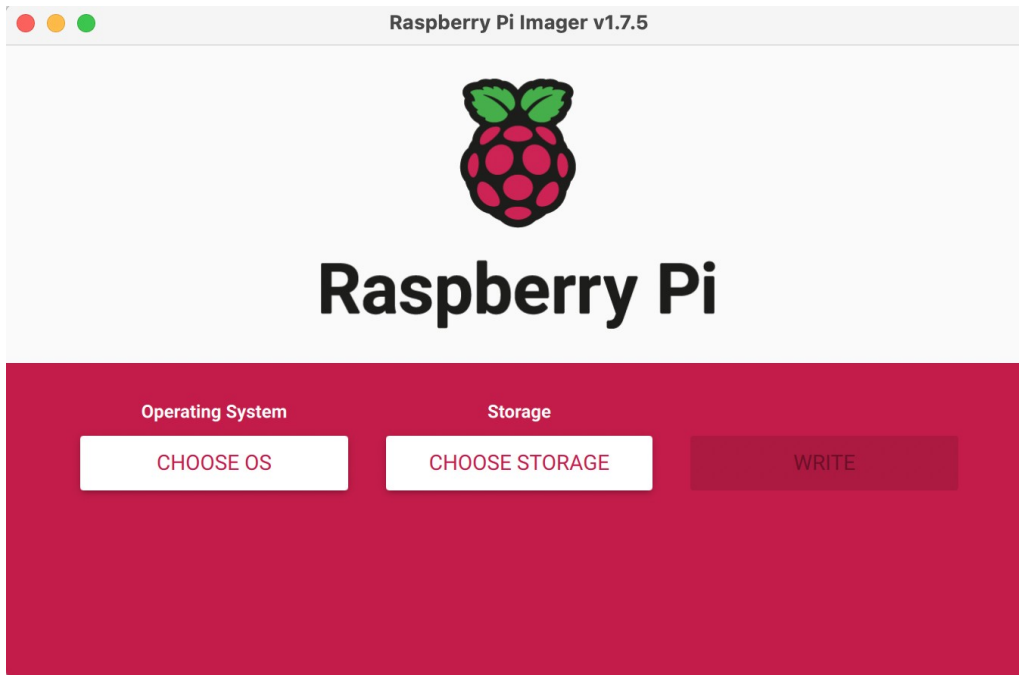 Raspberry Pi Imager v1.7.5
Raspberry Pi
Operating System
Storage
CHOOSE OS
CHOOSE STORAGE
WRITE